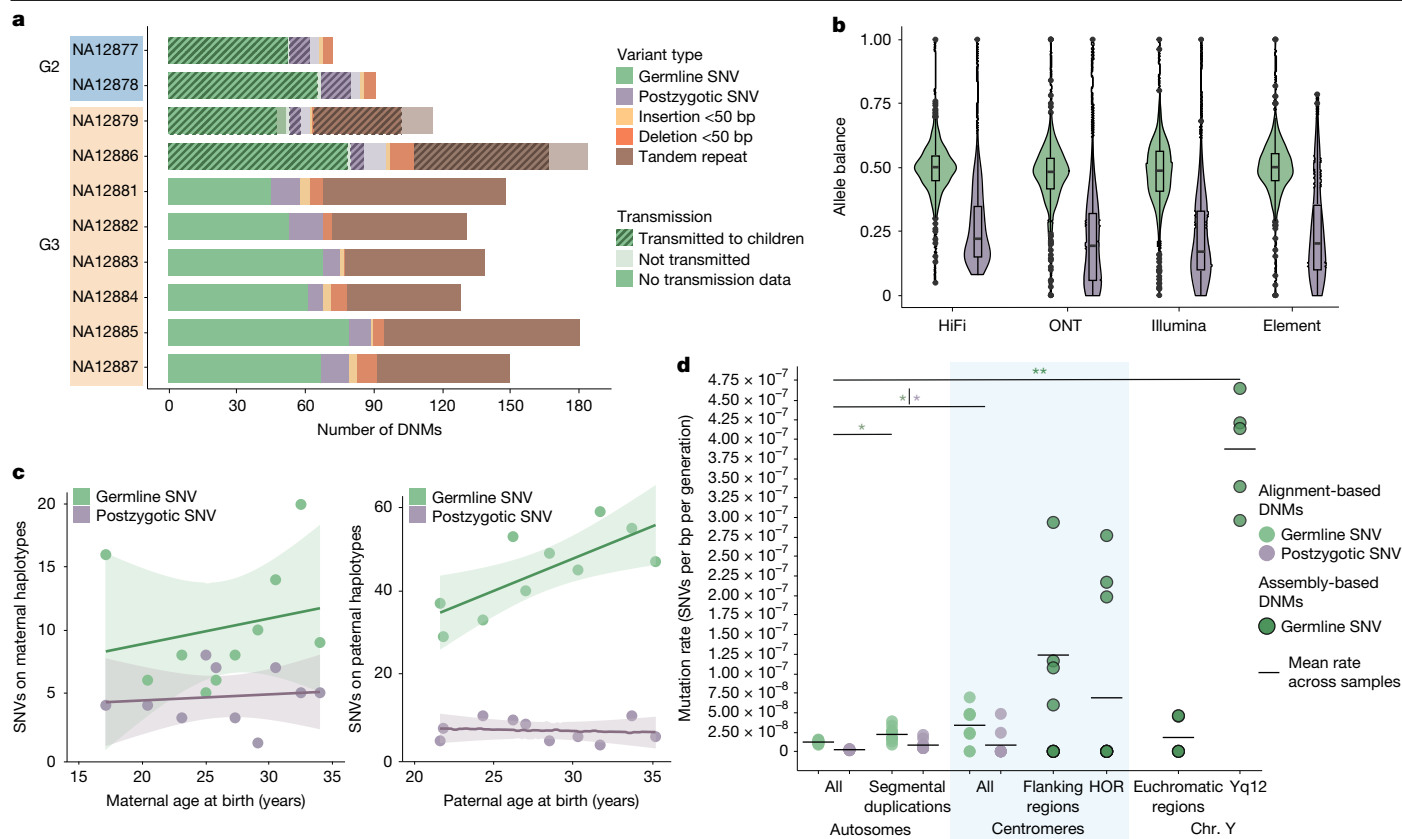 a
G2
G3
NA12877
NA12878
NA12879
NA12886
NA12881
NA12882
NA12883
NA12884
NA12885
NA12887
0 30 60 90 120 150 180
Number of DNMs
Variant type
Germline SNV
Postzygotic SNV
Insertion <50 bp
Deletion <50 bp
Tandem repeat
Transmission
Transmitted to children
Not transmitted
No transmission data
b
Allele balance
1.00
0.75
0.50
0.25
0
HiFi ONT Illumina Element
c
Germline SNV
Postzygotic SNV
SNVs on maternal haplotypes
20
15
10
5
0
15 20 25 30 35
Maternal age at birth (years)
Germline SNV
Postzygotic SNV
SNVs on paternal haplotypes
60
40
20
0
20 25 30 35
Paternal age at birth (years)
d
Mutation rate (SNVs per bp per generation)
4.75 × 10⁻⁷
4.50 × 10⁻⁷
4.25 × 10⁻⁷
4.00 × 10⁻⁷
3.75 × 10⁻⁷
3.50 × 10⁻⁷
3.25 × 10⁻⁷
3.00 × 10⁻⁷
2.75 × 10⁻⁷
2.50 × 10⁻⁷
2.25 × 10⁻⁷
2.00 × 10⁻⁷
1.75 × 10⁻⁷
1.50 × 10⁻⁷
1.25 × 10⁻⁷
1.00 × 10⁻⁷
7.50 × 10⁻⁸
5.00 × 10⁻⁸
2.50 × 10⁻⁸
0
**
*|*
*
All Segmental duplications All Flanking regions HOR Euchromatic regions Yq12
Autosomes Centromeres Chr. Y
Alignment-based
DNMs
Germline SNV
Postzygotic SNV
Assembly-based
DNMs
Germline SNV
Mean rate
across samples